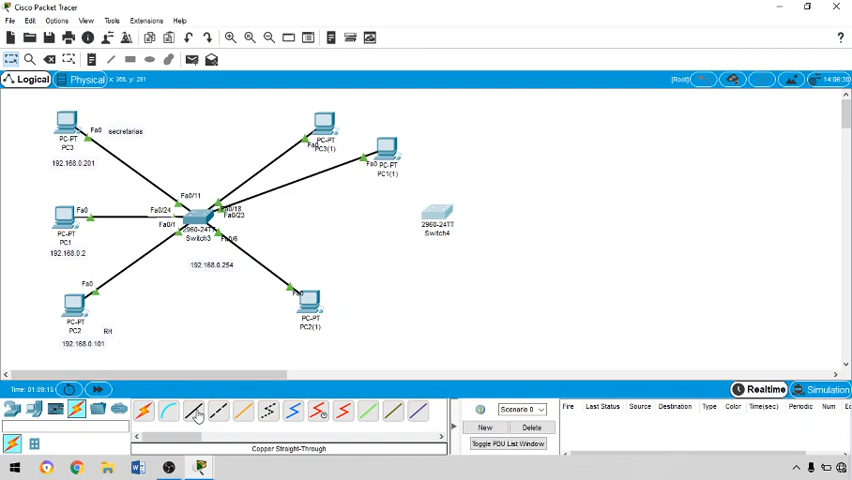 Cisco Packet Tracer
File Edit Options View Tools Extensions Help
Logical Physical x: 358, y: 291 [Root] 14:06:30
PC-PT
PC3
Fa0
secretarias
192.168.0.201
PC-PT
PC3(1)
Fa0
PC-PT
PC1(1)
Fa0
Fa0/11
Fa0/18
Fa0/23
Fa0
Fa0/24
Fa0/1
PC-PT
PC1
192.168.0.2
2960-24TT
Switch3
Fa0/6
192.168.0.254
2960-24TT
Switch4
Fa0
PC-PT
PC2
RH
192.168.0.101
Fa0
PC-PT
PC2(1)
Time: 01:09:15 Realtime Simulation
Scenario 0
New Delete
Toggle PDU List Window
Fire Last Status Source Destination Type Color Time(sec) Periodic Num
Copper Straight-Through